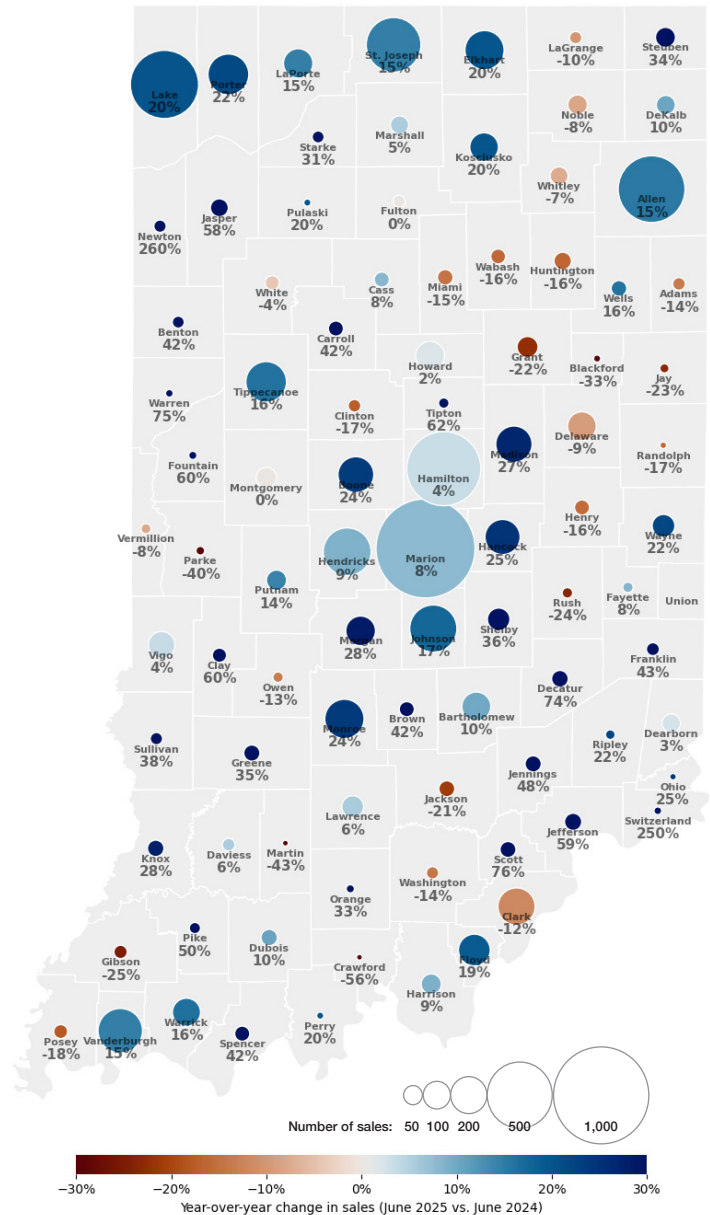 LaGrange
-10%
Steuben
34%
St. Joseph
15%
Elkhart
20%
LaPorte
15%
Porter
22%
Lake
20%
Noble
-8%
DeKalb
10%
Marshall
5%
Starke
31%
Kosciusko
20%
Whitley
-7%
Allen
15%
Jasper
58%
Pulaski
20%
Fulton
0%
Newton
260%
Wabash
-16%
Huntington
-16%
Miami
-15%
Cass
8%
White
-4%
Wells
16%
Adams
-14%
Benton
42%
Carroll
42%
Howard
2%
Grant
-22%
Blackford
-33%
Jay
-23%
Warren
75%
Tippecanoe
16%
Clinton
-17%
Tipton
62%
Delaware
-9%
Randolph
-17%
Fountain
60%
Montgomery
0%
Boone
24%
Hamilton
4%
Madison
27%
Henry
-16%
Wayne
22%
Vermillion
-8%
Parke
-40%
Putnam
14%
Hendricks
9%
Marion
8%
Hancock
25%
Rush
-24%
Fayette
8%
Union
Vigo
4%
Clay
60%
Owen
-13%
Morgan
28%
Johnson
17%
Shelby
36%
Franklin
43%
Decatur
74%
Sullivan
38%
Greene
35%
Monroe
24%
Brown
42%
Bartholomew
10%
Jennings
48%
Ripley
22%
Dearborn
3%
Ohio
25%
Switzerland
250%
Knox
28%
Daviess
6%
Martin
-43%
Lawrence
6%
Jackson
-21%
Scott
76%
Jefferson
59%
Washington
-14%
Orange
33%
Clark
-12%
Gibson
-25%
Pike
50%
Dubois
10%
Crawford
-56%
Floyd
19%
Harrison
9%
Posey
-18%
Vanderburgh
15%
Warrick
16%
Spencer
42%
Perry
20%
Number of sales: 50 100 200 500 1,000
−30% −20% −10% 0% 10% 20% 30%
Year-over-year change in sales (June 2025 vs. June 2024)